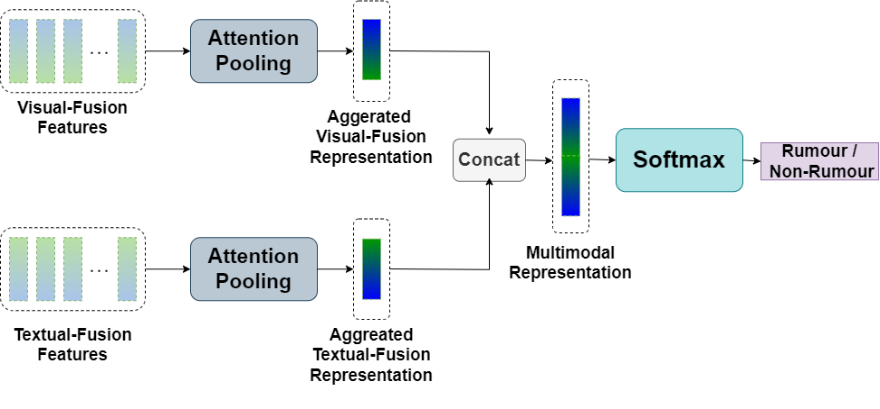 Attention
Pooling
Visual-Fusion
Features
Aggerated
Visual-Fusion
Representation
Concat
Softmax
Rumour /
Non-Rumour
Multimodal
Representation
Attention
Pooling
Textual-Fusion
Features
Aggreated
Textual-Fusion
Representation